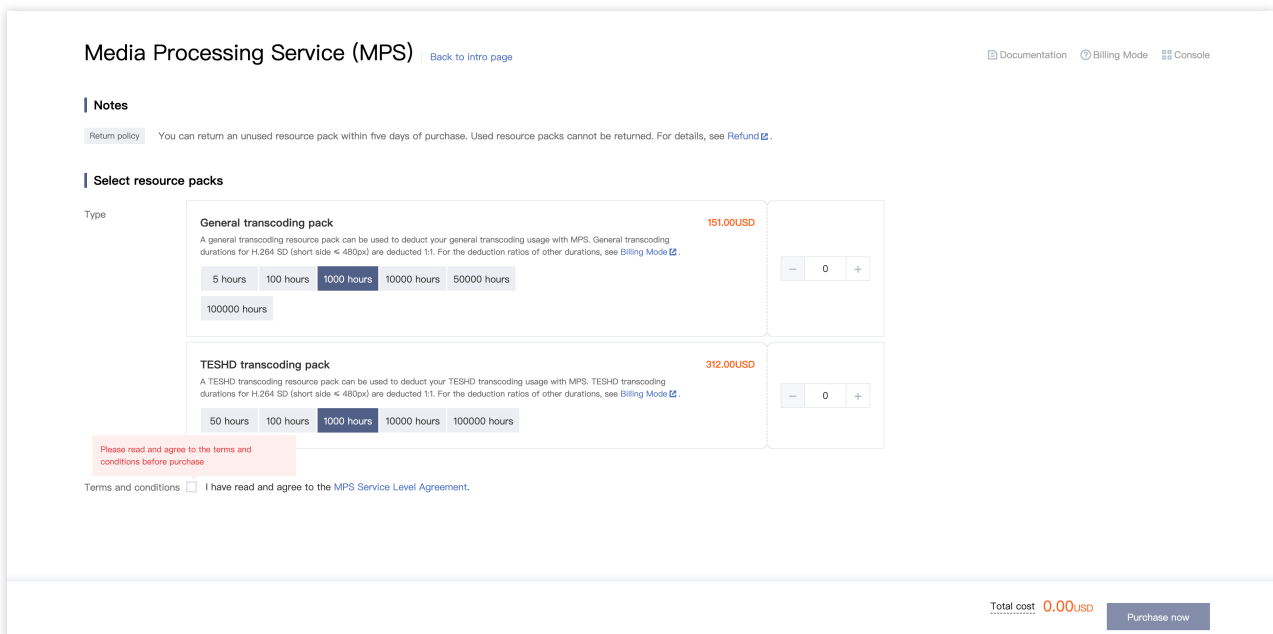 Media Processing Service (MPS) Back to intro page Documentation Billing Mode Console
Notes
Return policy You can return an unused resource pack within five days of purchase. Used resource packs cannot be returned. For details, see Refund.
Select resource packs
Type
General transcoding pack 151.00USD
A general transcoding resource pack can be used to deduct your general transcoding usage with MPS. General transcoding
durations for H.264 SD (short side ≤ 480px) are deducted 1:1. For the deduction ratios of other durations, see Billing Mode.
− 0 +
5 hours 100 hours 1000 hours 10000 hours 50000 hours
100000 hours
TESHD transcoding pack 312.00USD
A TESHD transcoding resource pack can be used to deduct your TESHD transcoding usage with MPS. TESHD transcoding
durations for H.264 SD (short side ≤ 480px) are deducted 1:1. For the deduction ratios of other durations, see Billing Mode.
− 0 +
50 hours 100 hours 1000 hours 10000 hours 100000 hours
Please read and agree to the terms and
conditions before purchase
Terms and conditions I have read and agree to the MPS Service Level Agreement.
Total cost 0.00USD Purchase now